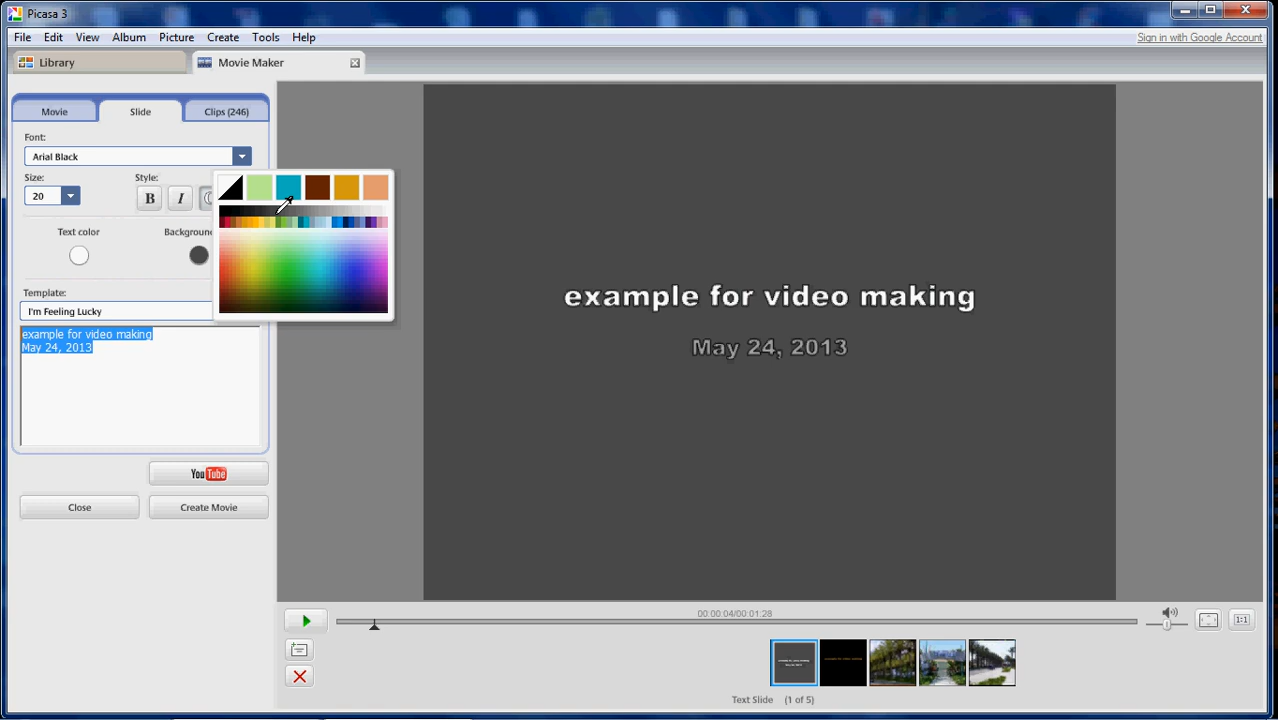 Picasa 3
File Edit View Album Picture Create Tools Help
Sign in with Google Account
Library
Movie Maker
Movie
Slide
Clips (246)
Font:
Arial Black
Size:
Style:
20
B
I
Text color
Background
Template:
I'm Feeling Lucky
example for video making
May 24, 2013
You Tube
Close
Create Movie
example for video making
May 24, 2013
00:00:04/00:01:28
1:1
Text Slide (1 of 5)